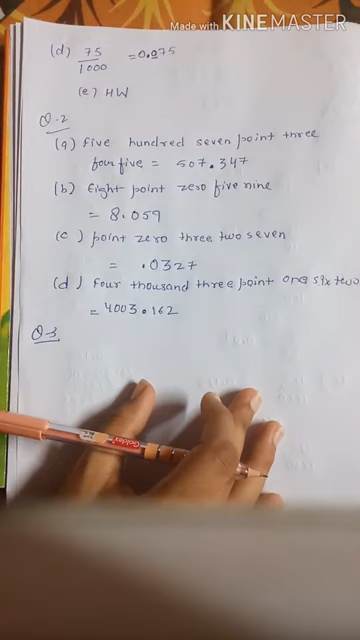 Made with KINEMASTER
(d) 75/1000 = 0.075
(e) HW
Q-2
(a) five hundred seven point three
four five = 507.347
(b) Eight point zero five nine
= 8.059
(c) point zero three two seven
= .0327
(d) four thousand three point one six two
= 4003.162
Q-3
Goldex